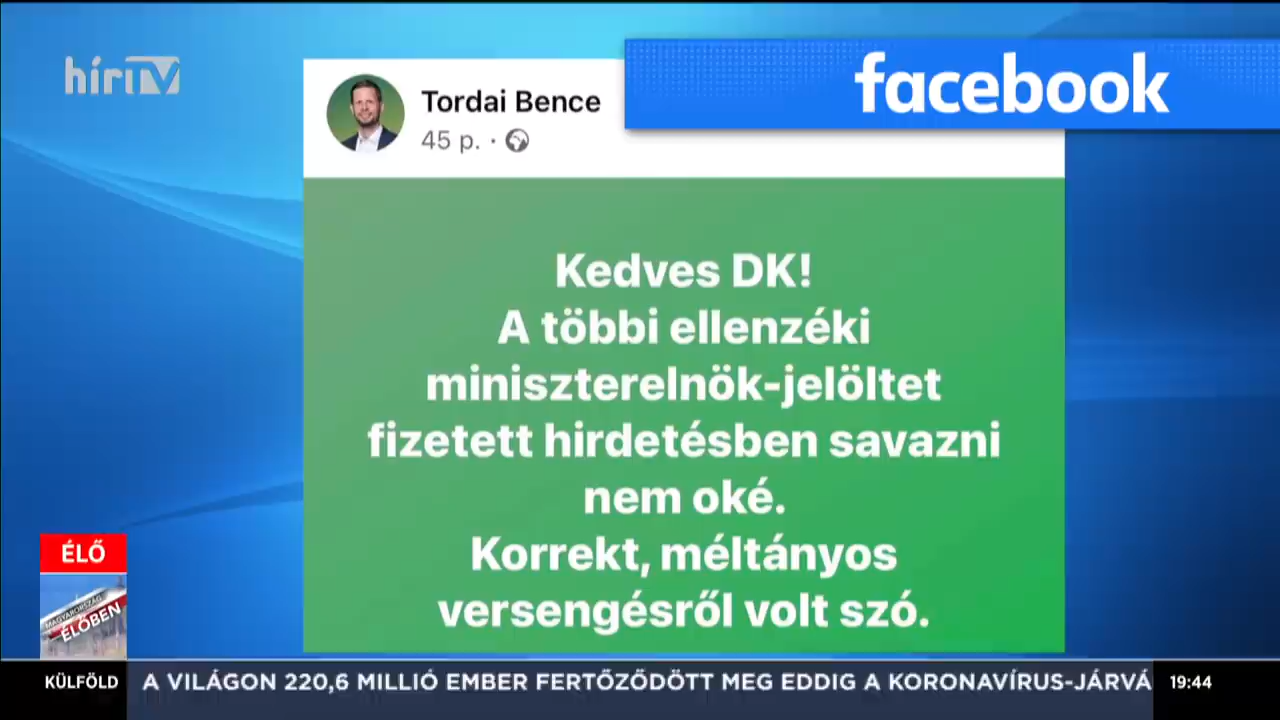 hírTV
facebook
Tordai Bence
45 p. ·
Kedves DK!
A többi ellenzéki
miniszterelnök-jelöltet
fizetett hirdetésben savazni
nem oké.
Korrekt, méltányos
versengésről volt szó.
ÉLŐ
MAGYARORSZÁG
ÉLŐBEN
KÜLFÖLD
A VILÁGON 220,6 MILLIÓ EMBER FERTŐZŐDÖTT MEG EDDIG A KORONAVÍRUS-JÁRVÁ
19:44